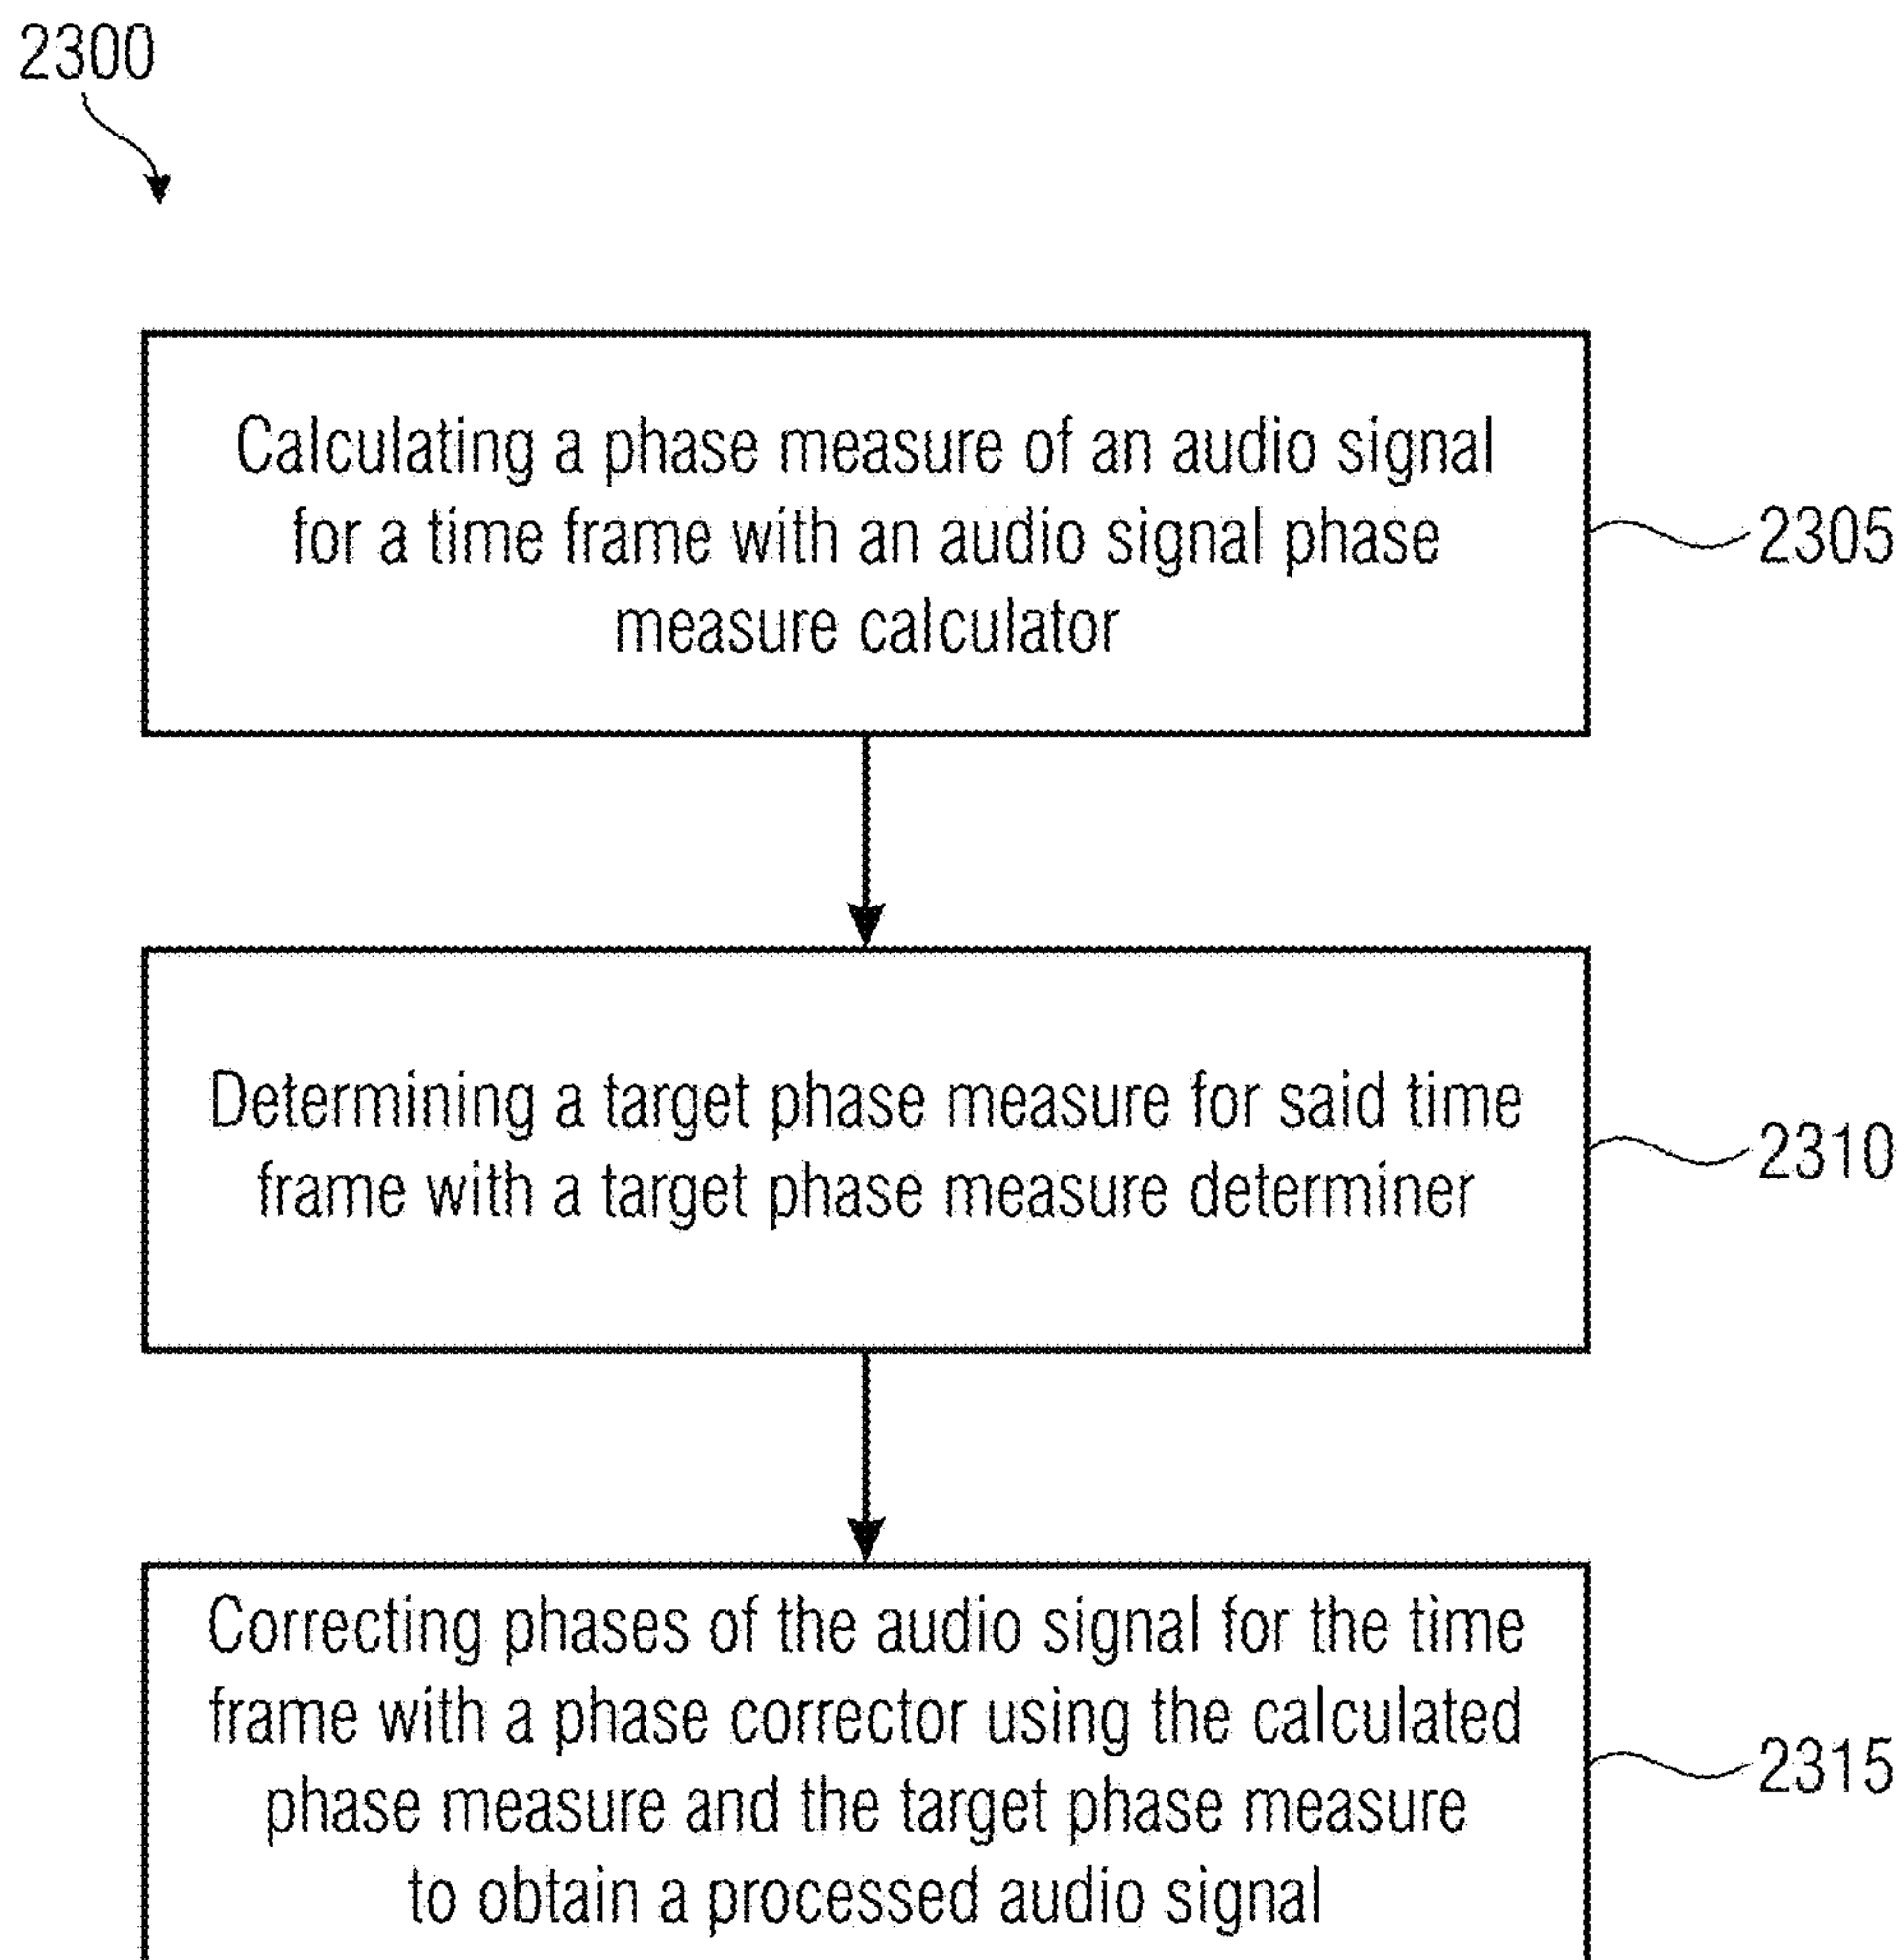 2300
Calculating a phase measure of an audio signal
for a time frame with an audio signal phase
measure calculator
2305
Determining a target phase measure for said time
frame with a target phase measure determiner
2310
Correcting phases of the audio signal for the time
frame with a phase corrector using the calculated
phase measure and the target phase measure
to obtain a processed audio signal
2315